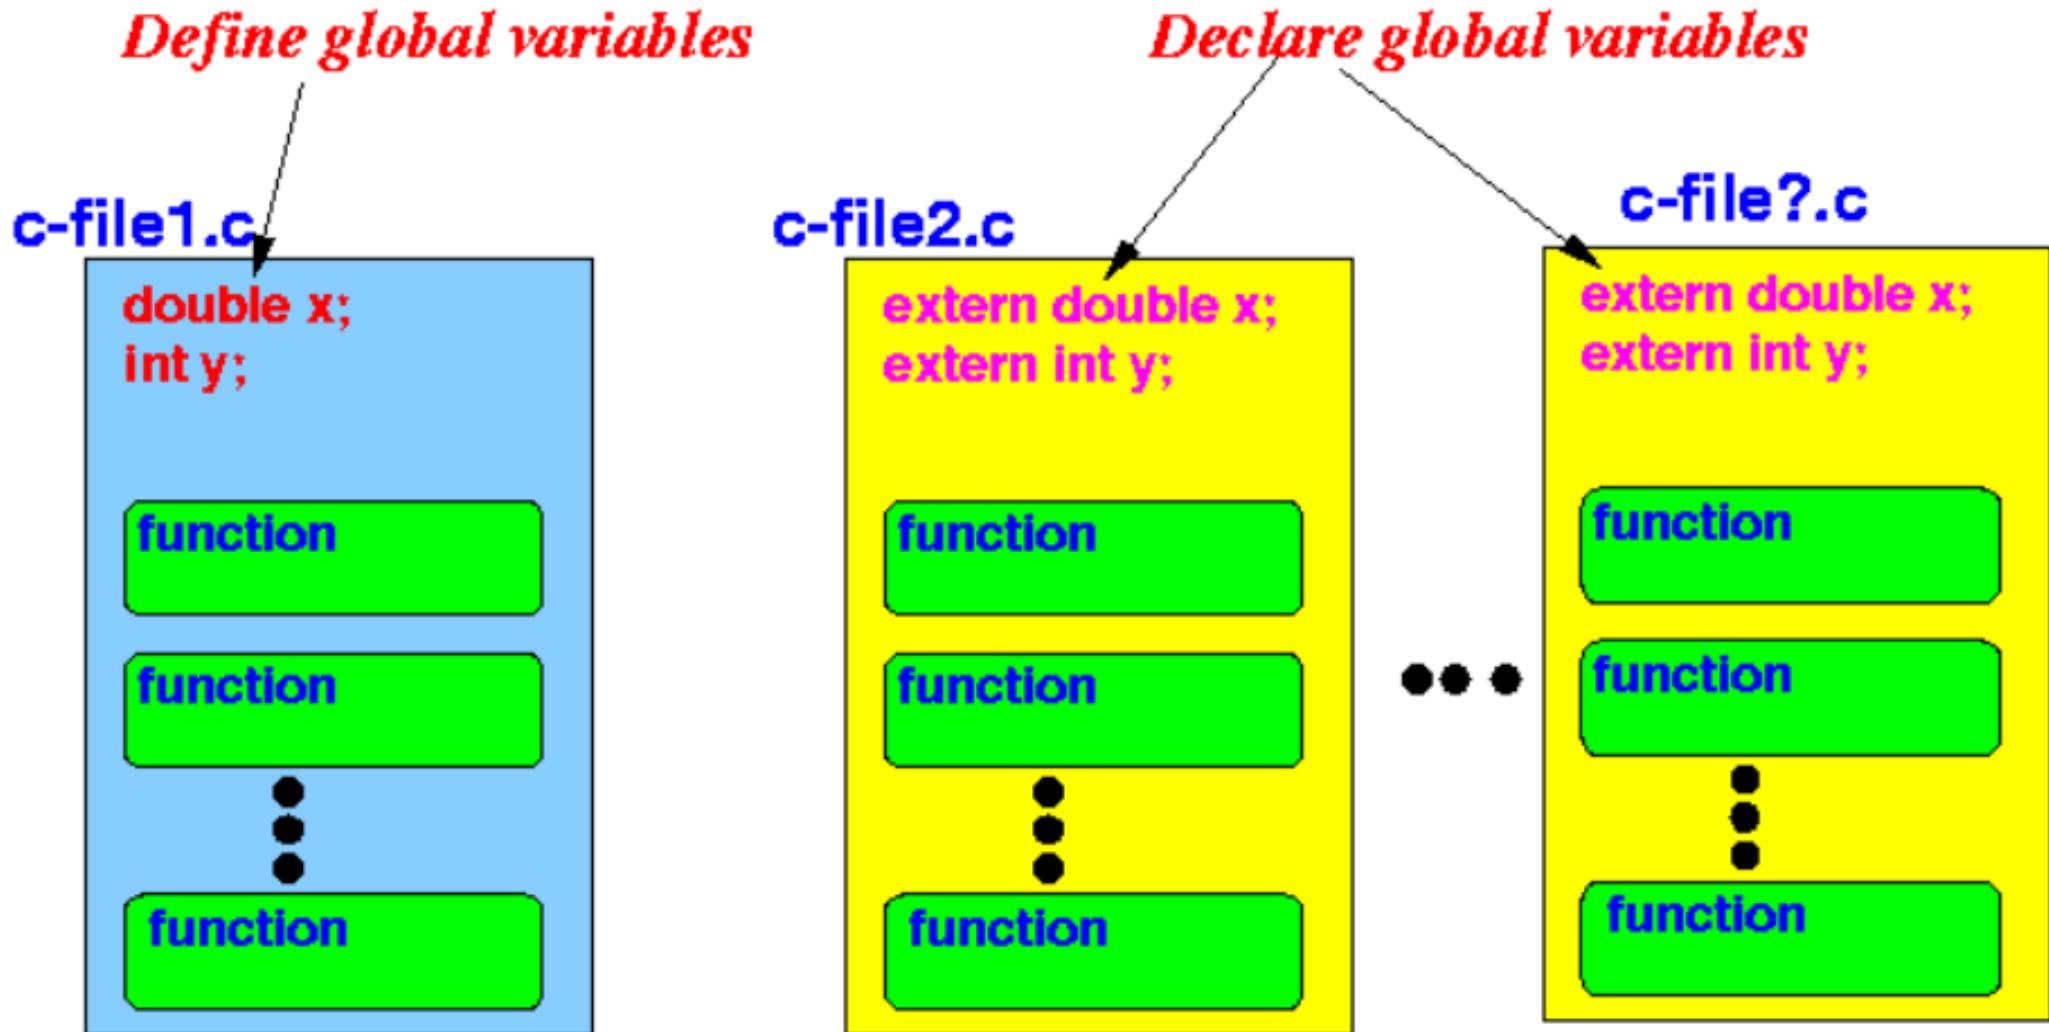 Define global variables
Declare global variables
c-file1.c
double x;
int y;
function
function
function
c-file2.c
extern double x;
extern int y;
function
function
function
c-file?.c
extern double x;
extern int y;
function
function
function